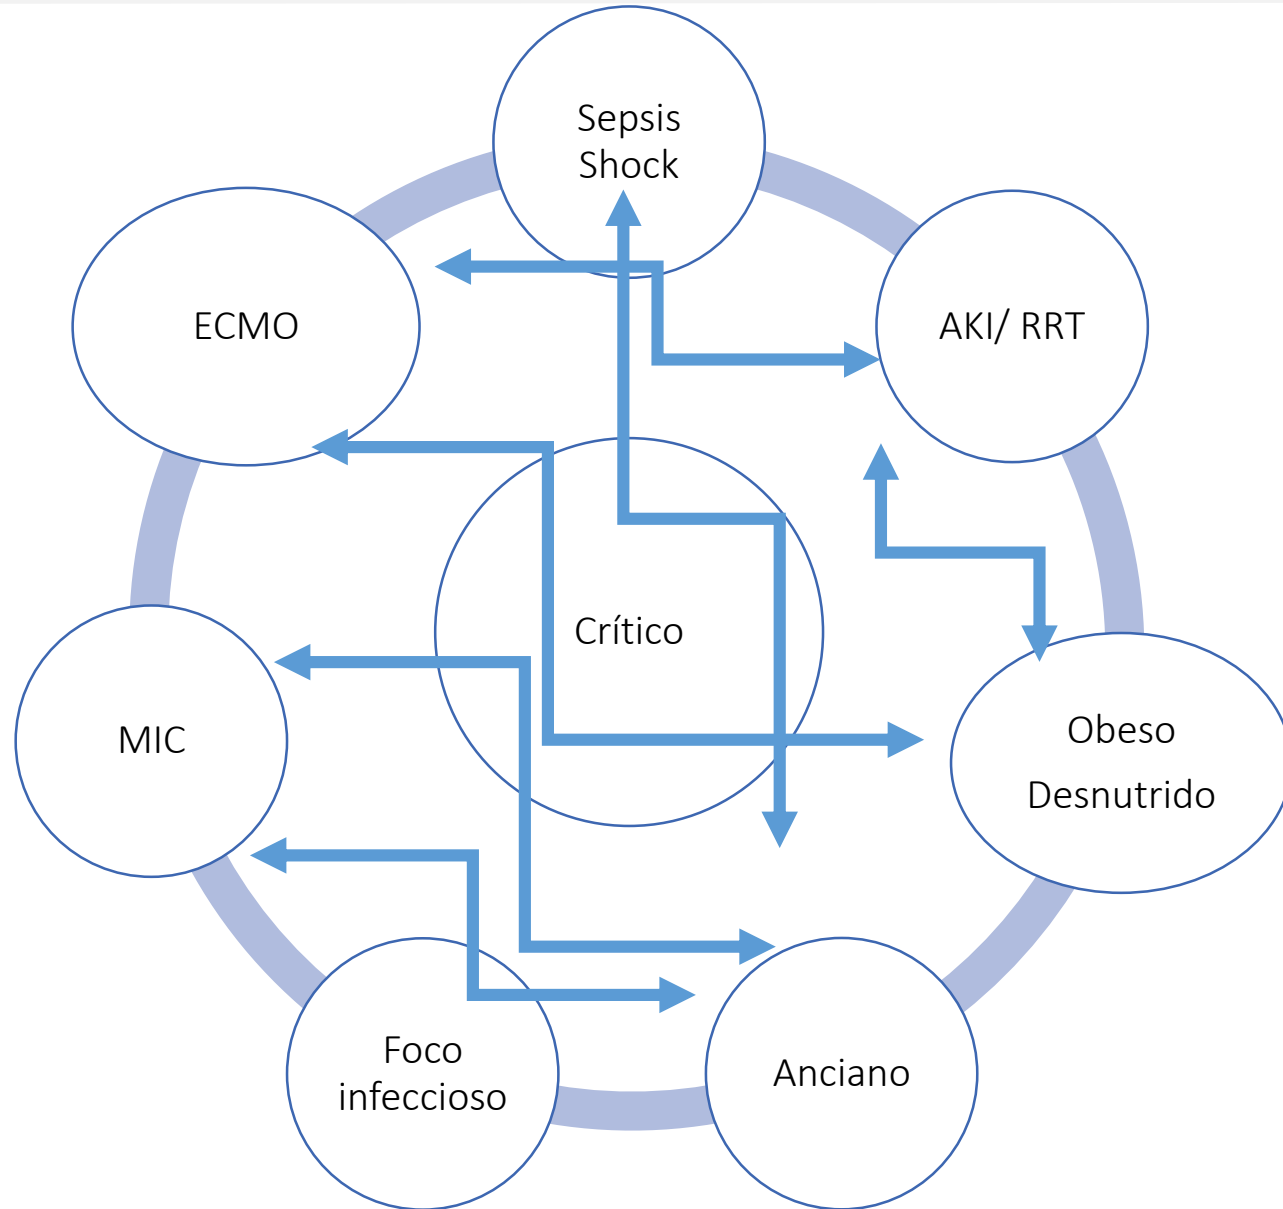 Sepsis
Shock
ECMO
AKI/ RRT
Crítico
MIC
Obeso
Desnutrido
Foco
infeccioso
Anciano